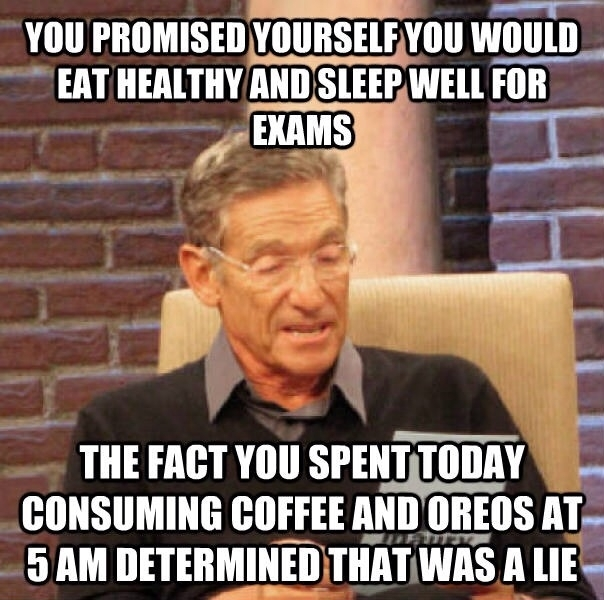 YOU PROMISED YOURSELF YOU WOULD
EAT HEALTHY AND SLEEP WELL FOR
EXAMS
THE FACT YOU SPENT TODAY
CONSUMING COFFEE AND OREOS AT
5 AM DETERMINED THAT WAS A LIE